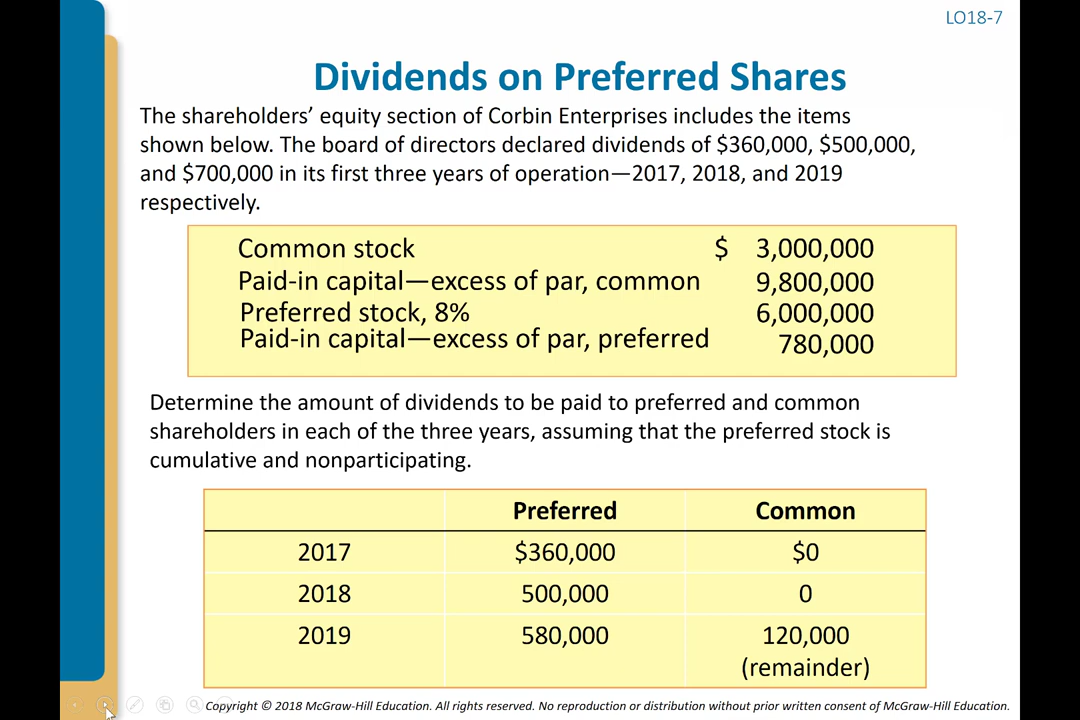 LO18-7
Dividends on Preferred Shares
The shareholders’ equity section of Corbin Enterprises includes the items
shown below. The board of directors declared dividends of $360,000, $500,000,
and $700,000 in its first three years of operation—2017, 2018, and 2019
respectively.
Common stock $ 3,000,000
Paid-in capital—excess of par, common 9,800,000
Preferred stock, 8% 6,000,000
Paid-in capital—excess of par, preferred 780,000
Determine the amount of dividends to be paid to preferred and common
shareholders in each of the three years, assuming that the preferred stock is
cumulative and nonparticipating.
Preferred Common
2017 $360,000 $0
2018 500,000 0
2019 580,000 120,000
(remainder)
Copyright © 2018 McGraw-Hill Education. All rights reserved. No reproduction or distribution without prior written consent of McGraw-Hill Education.